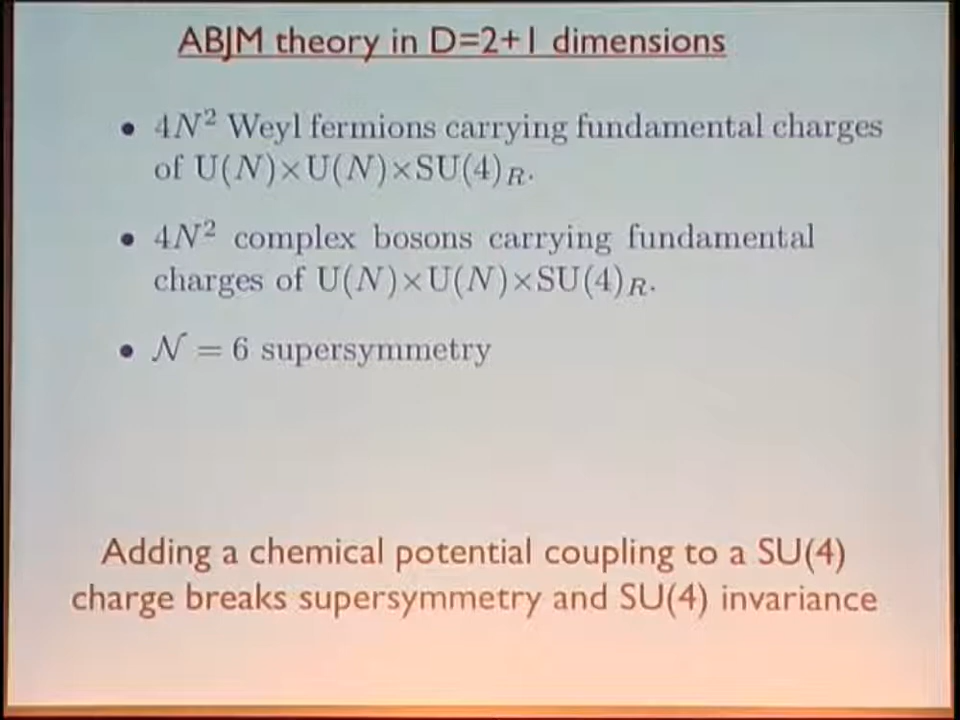 ABJM theory in D=2+1 dimensions
• 4N² Weyl fermions carrying fundamental charges
of U(N)×U(N)×SU(4)_R.
• 4N² complex bosons carrying fundamental
charges of U(N)×U(N)×SU(4)_R.
• 𝒩 = 6 supersymmetry
Adding a chemical potential coupling to a SU(4)
charge breaks supersymmetry and SU(4) invariance